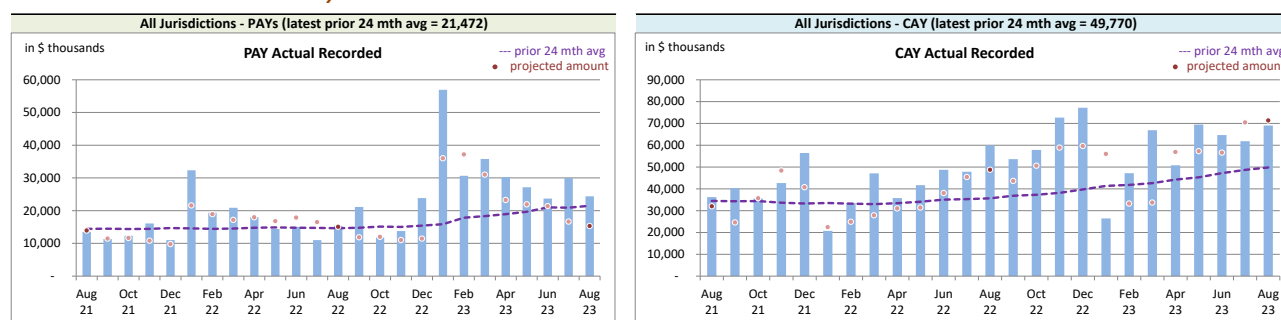 All Jurisdictions - PAYs (latest prior 24 mth avg = 21,472)
in $ thousands
PAY Actual Recorded
--- prior 24 mth avg
projected amount
60,000
50,000
40,000
30,000
20,000
10,000
-
Aug Oct Dec Feb Apr Jun Aug Oct Dec Feb Apr Jun Aug
21 21 21 22 22 22 22 22 22 23 23 23 23
All Jurisdictions - CAY (latest prior 24 mth avg = 49,770)
in $ thousands
CAY Actual Recorded
--- prior 24 mth avg
projected amoun
90,000
80,000
70,000
60,000
50,000
40,000
30,000
20,000
10,000
-
Aug Oct Dec Feb Apr Jun Aug Oct Dec Feb Apr Jun Aug
21 21 21 22 22 22 22 22 22 23 23 23 23